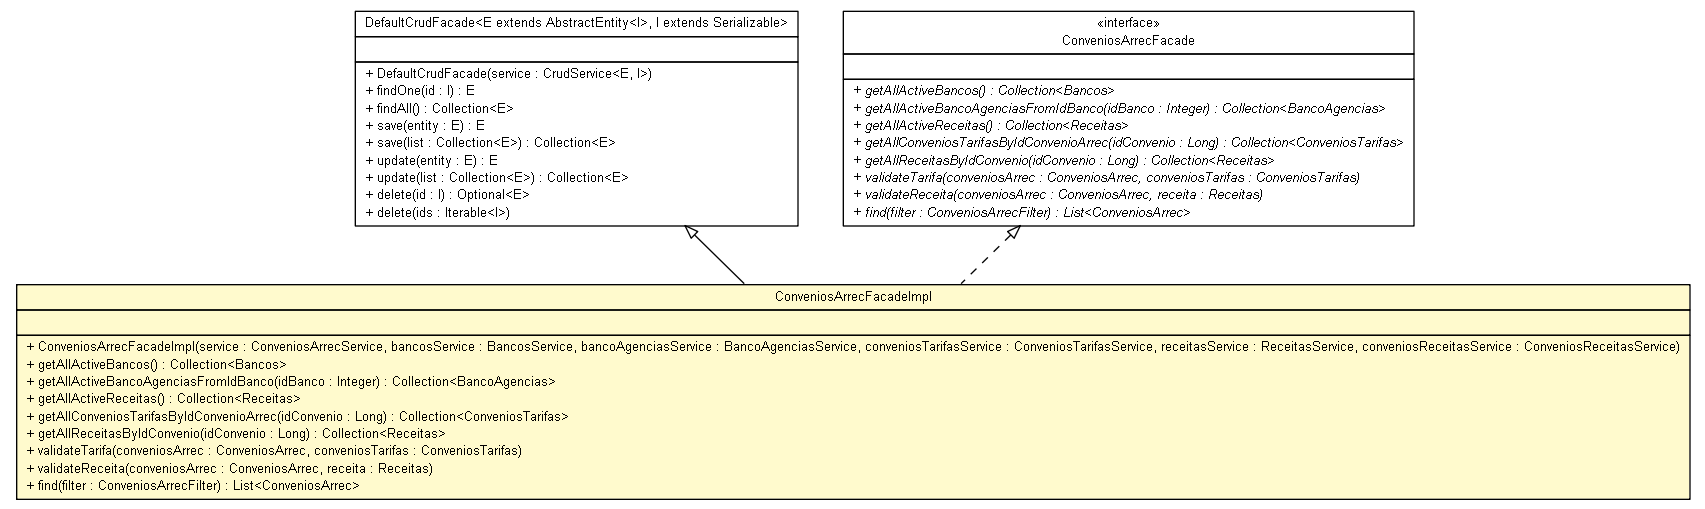 DefaultCrudFacade<E extends AbstractEntity<I>, I extends Serializable>
+ DefaultCrudFacade(service : CrudService<E, I>)
+ findOne(id : I) : E
+ findAll() : Collection<E>
+ save(entity : E) : E
+ save(list : Collection<E>) : Collection<E>
+ update(entity : E) : E
+ update(list : Collection<E>) : Collection<E>
+ delete(id : I) : Optional<E>
+ delete(ids : Iterable<I>)
«interface»
ConveniosArrecFacade
+ getAllActiveBancos() : Collection<Bancos>
+ getAllActiveBancoAgenciasFromIdBanco(idBanco : Integer) : Collection<BancoAgencias>
+ getAllActiveReceitas() : Collection<Receitas>
+ getAllConveniosTarifasByIdConvenioArrec(idConvenio : Long) : Collection<ConveniosTarifas>
+ getAllReceitasByIdConvenio(idConvenio : Long) : Collection<Receitas>
+ validateTarifa(conveniosArrec : ConveniosArrec, conveniosTarifas : ConveniosTarifas)
+ validateReceita(conveniosArrec : ConveniosArrec, receita : Receitas)
+ find(filter : ConveniosArrecFilter) : List<ConveniosArrec>
ConveniosArrecFacadeImpl
+ ConveniosArrecFacadeImpl(service : ConveniosArrecService, bancosService : BancosService, bancoAgenciasService : BancoAgenciasService, conveniosTarifasService : ConveniosTarifasService, receitasService : ReceitasService, conveniosReceitasService : ConveniosReceitasService)
+ getAllActiveBancos() : Collection<Bancos>
+ getAllActiveBancoAgenciasFromIdBanco(idBanco : Integer) : Collection<BancoAgencias>
+ getAllActiveReceitas() : Collection<Receitas>
+ getAllConveniosTarifasByIdConvenioArrec(idConvenio : Long) : Collection<ConveniosTarifas>
+ getAllReceitasByIdConvenio(idConvenio : Long) : Collection<Receitas>
+ validateTarifa(conveniosArrec : ConveniosArrec, conveniosTarifas : ConveniosTarifas)
+ validateReceita(conveniosArrec : ConveniosArrec, receita : Receitas)
+ find(filter : ConveniosArrecFilter) : List<ConveniosArrec>